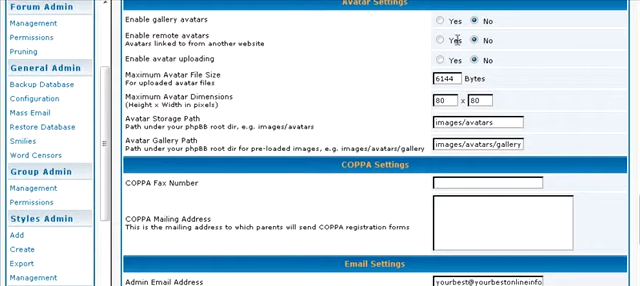 Forum Admin
Management
Permissions
Pruning
General Admin
Backup Database
Configuration
Mass Email
Restore Database
Smilies
Word Censors
Group Admin
Management
Permissions
Styles Admin
Add
Create
Export
Management
Avatar Settings
Enable gallery avatars
Yes No
Enable remote avatars
Avatars linked to from another website
Yes No
Enable avatar uploading
Yes No
Maximum Avatar File Size
For uploaded avatar files
6144 Bytes
Maximum Avatar Dimensions
(Height x Width in pixels)
80 x 80
Avatar Storage Path
Path under your phpBB root dir, e.g. images/avatars
images/avatars
Avatar Gallery Path
Path under your phpBB root dir for pre-loaded images, e.g. images/avatars/gallery
images/avatars/gallery
COPPA Settings
COPPA Fax Number
COPPA Mailing Address
This is the mailing address to which parents will send COPPA registration forms
Email Settings
Admin Email Address
yourbest@yourbestonlineinfo